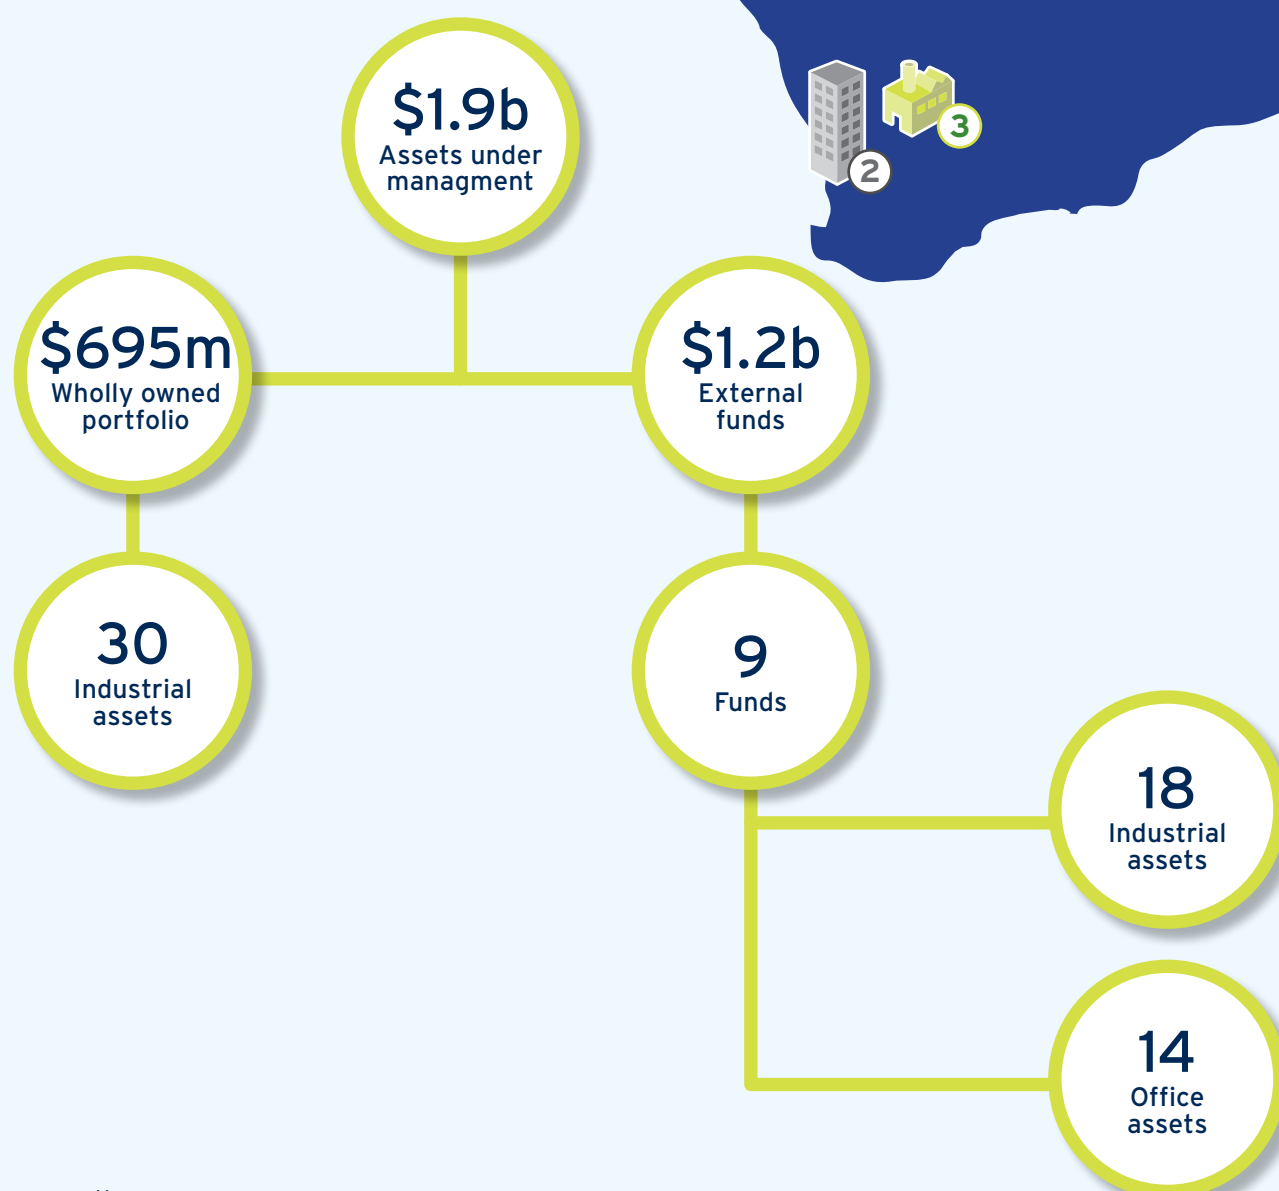 $1.9b
Assets under
managment
3
2
$695m
Wholly owned
portfolio
$1.2b
External
funds
30
Industrial
assets
9
Funds
18
Industrial
assets
14
Office
assets